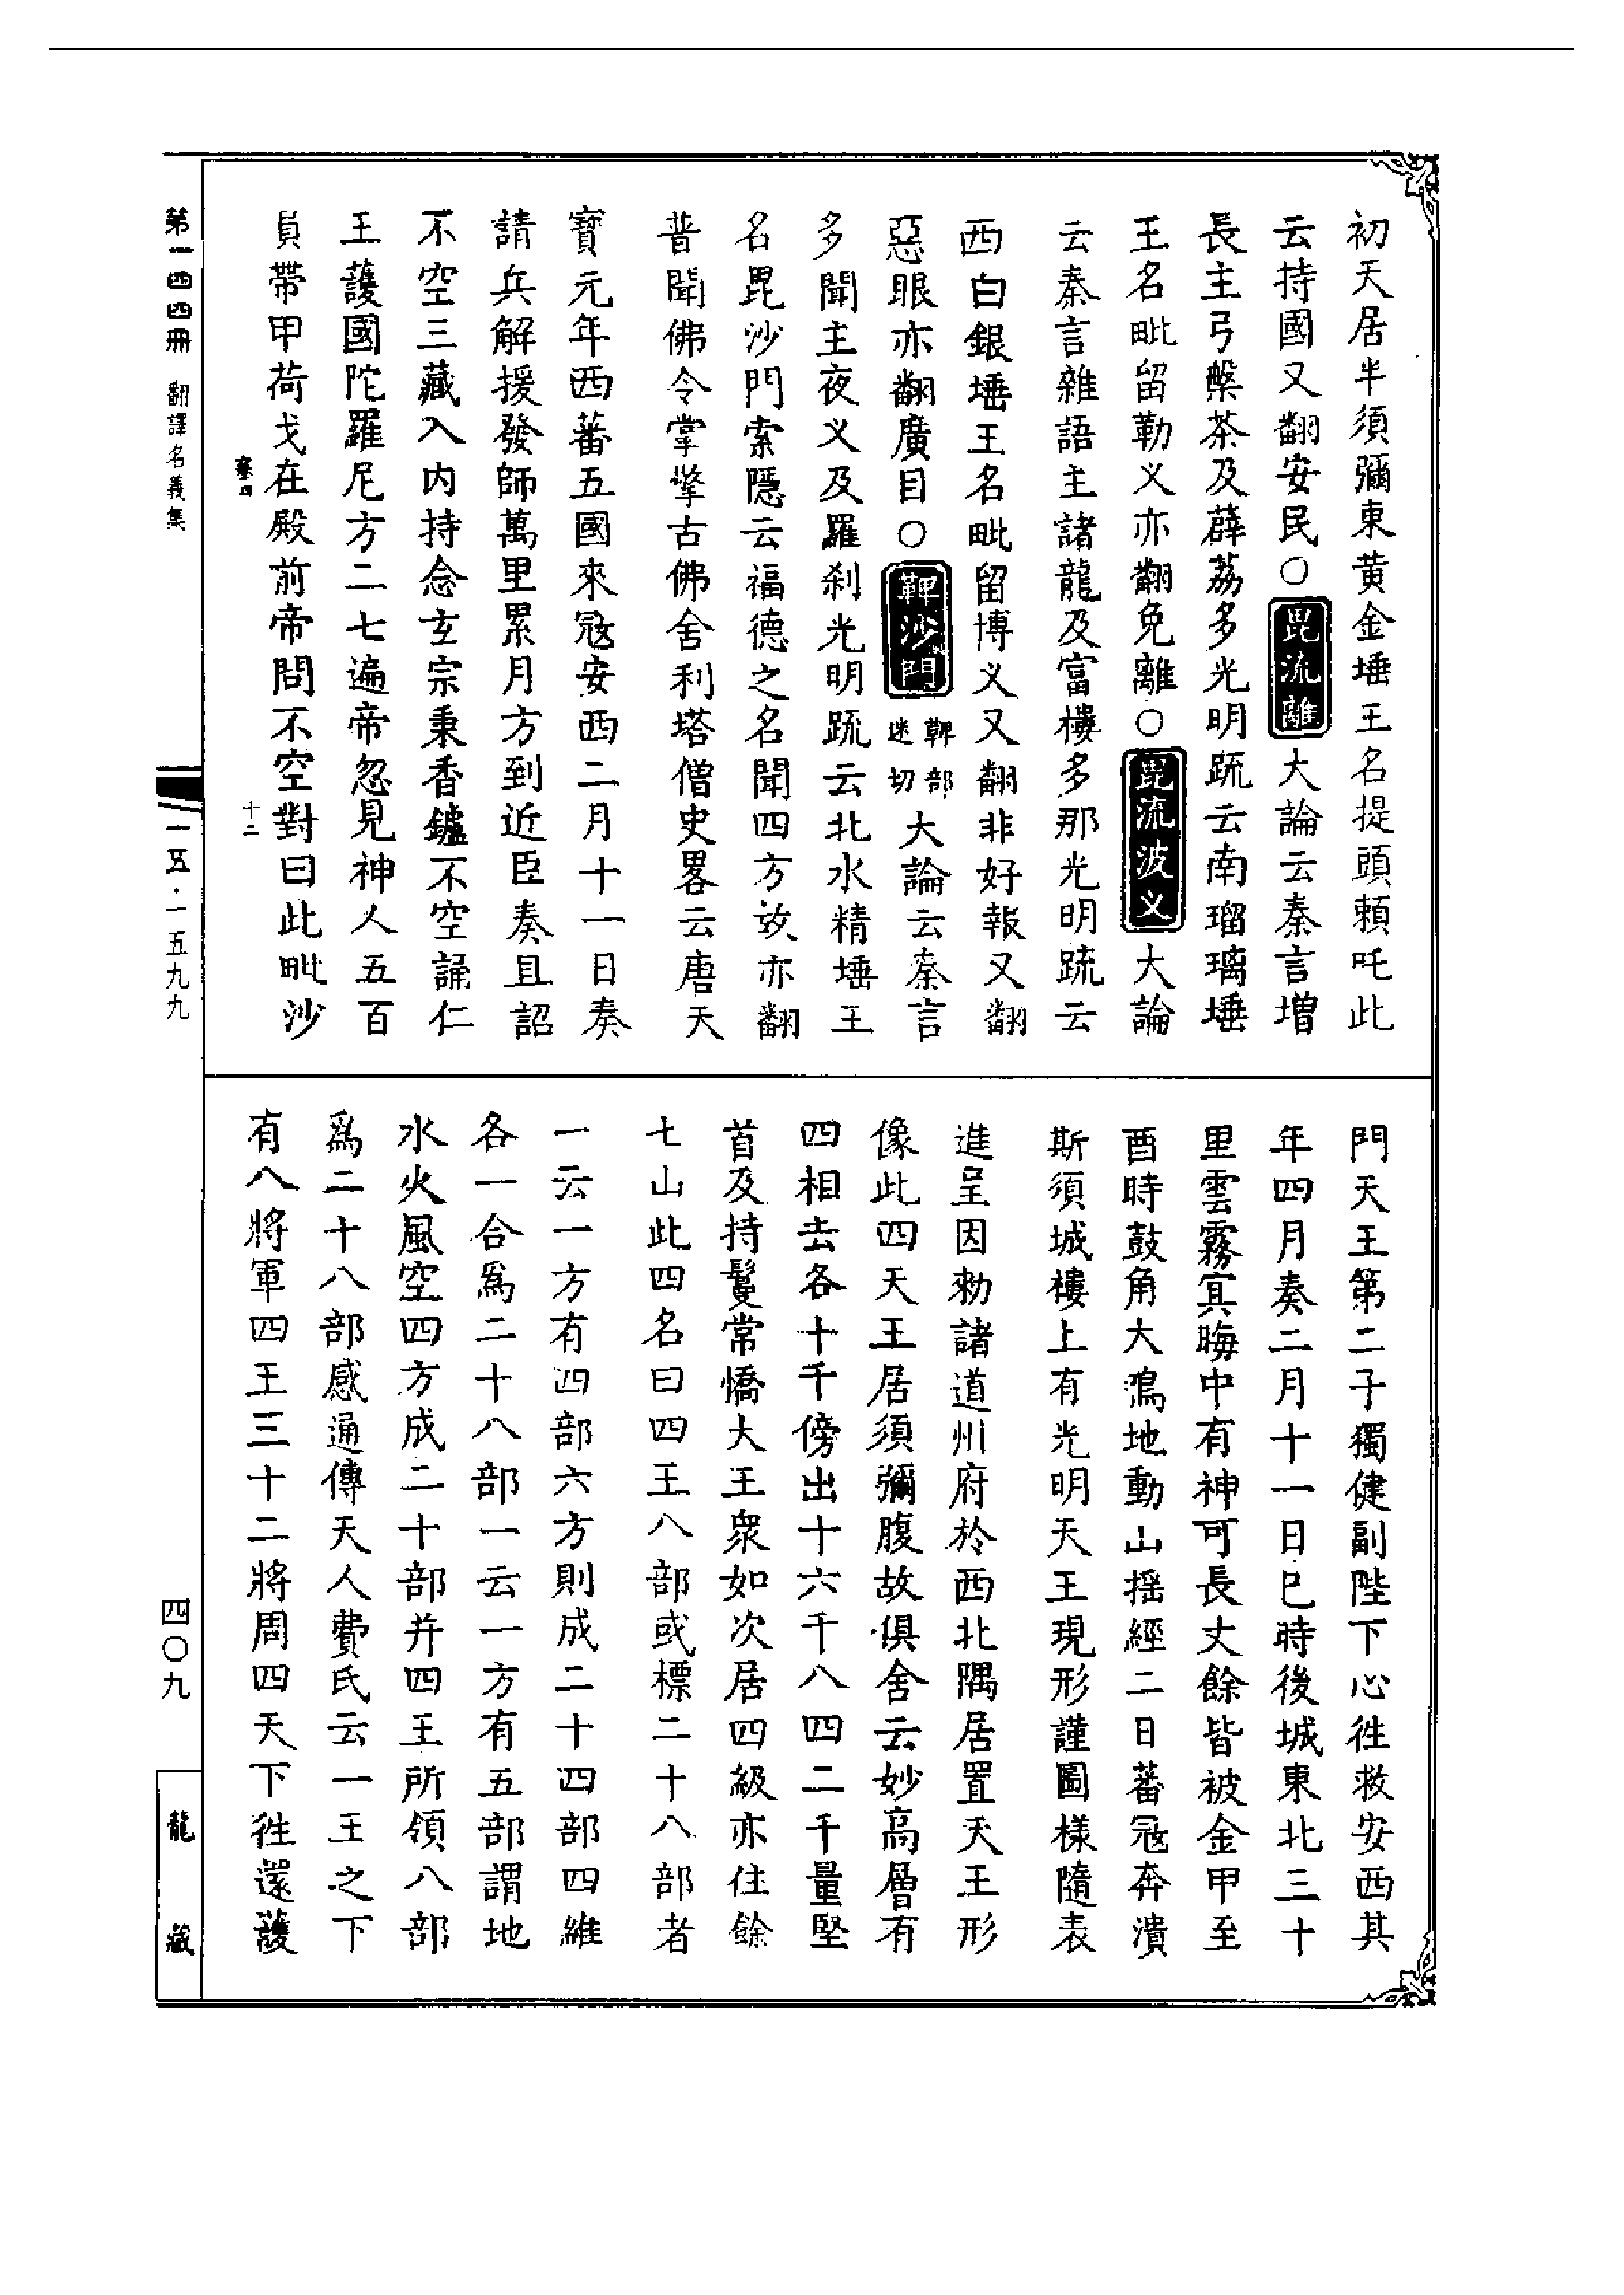 初天居半須彌東黃金埵王名提頭頼吒此
云持國又翻安民○毘流離大論云秦言增
長主弓槃茶及薜荔多光明䟽云南瑠璃埵
王名毗留勒义亦翻免離○毘流波义大論
云秦言雜語主諸龍及富樓多那光明䟽云
西白銀埵王名毗留博义又翻非好報又翻
惡眼亦翻廣目○鞞沙門鞞部迷切大論云秦言
多聞主夜义及羅刹光明䟽云北水精埵王
名毘沙門索隱云福德之名聞四方故亦翻
普聞佛令掌擎古佛舍利塔僧史畧云唐天
寶元年西蕃五國來冦安西二月十一日奏
請兵解援發師萬里累月方到近臣奏且詔
不空三藏入内持念玄宗秉香鑪不空誦仁
王護國陀羅尼方二七遍帝忽見神人五百
員帶甲荷戈在殿前帝問不空對曰此毗沙
十二
門天王第二子獨健副陛下心徃救安西其
年四月奏二月十一日巳時後城東北三十
里雲霧㝠晦中有神可長丈餘皆被金甲至
酉時鼓角大鳴地動山揺經二日蕃冦奔潰
斯須城樓上有光明天王現形謹圖樣隨表
進呈因勑諸道州府於西北隅居置天王形
像此四天王居須彌腹故俱舍云妙高層有
四相去各十千傍出十六千八四二千量堅
首及持鬘常憍大王衆如次居四級亦住餘
七山此四名曰四王八部或標二十八部者
一云一方有四部六方則成二十四部四維
各一合爲二十八部一云一方有五部謂地
水火風空四方成二十部并四王所領八部
爲二十八部感通傳天人費氏云一王之下
有八將軍四王三十二將周四天下徃還護
第一四四冊 翻譯名義集
一五·一五九九
四〇九
龍藏